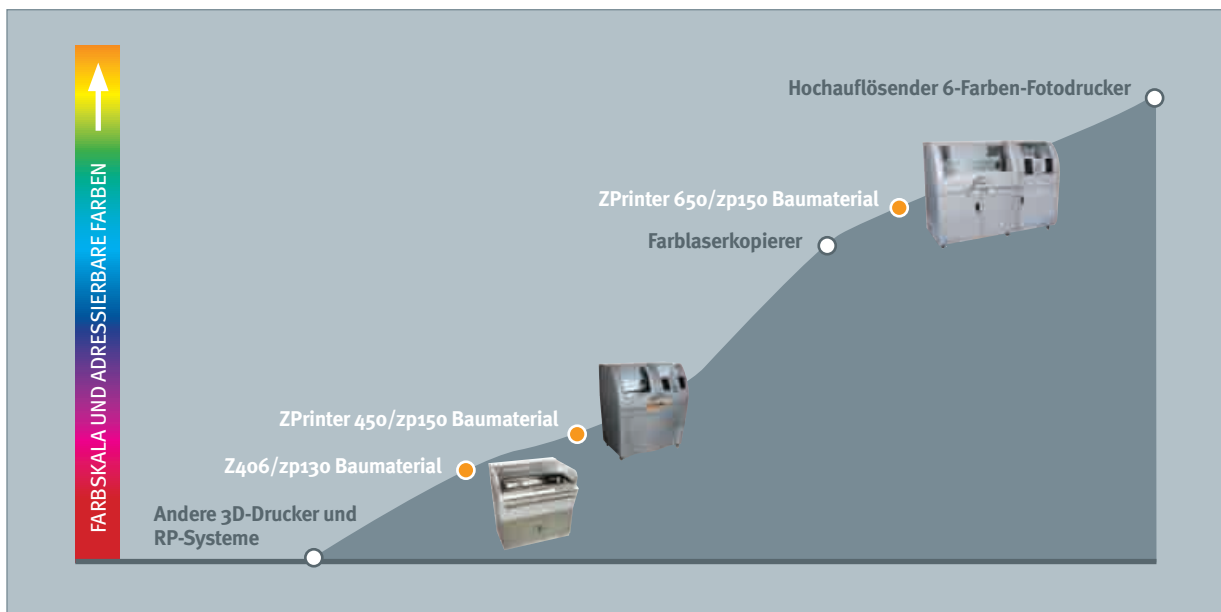 FARBSKALA UND ADRESSIERBARE FARBEN
Hochauflösender 6-Farben-Fotodrucker
ZPrinter 650/zp150 Baumaterial
Farblaserkopierer
ZPrinter 450/zp150 Baumaterial
Z406/zp130 Baumaterial
Andere 3D-Drucker und
RP-Systeme